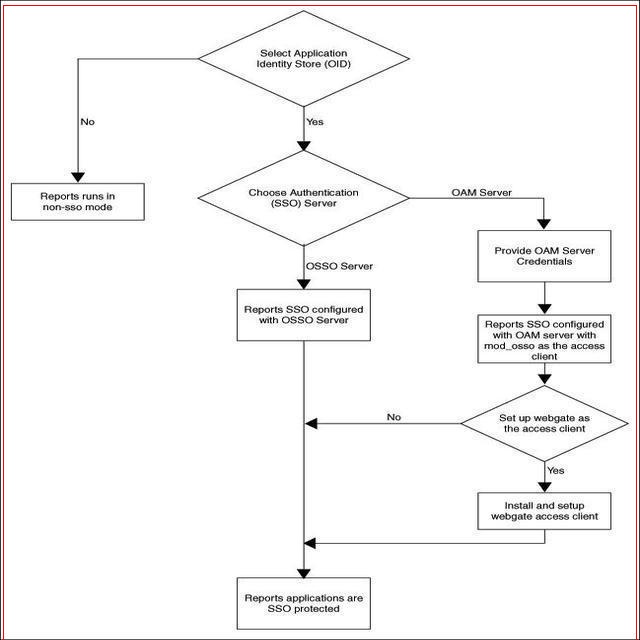 Select Application
Identity Store (OID)
No
Yes
Reports runs in
non-sso mode
Choose Authentication
(SSO) Server
OAM Server
Provide OAM Server
Credentials
OSSO Server
Reports SSO configured
with OSSO Server
Reports SSO configured
with OAM server with
mod_osso as the access
client
No
Set up webgate as
the access client
Yes
Install and setup
webgate access client
Reports applications are
SSO protected